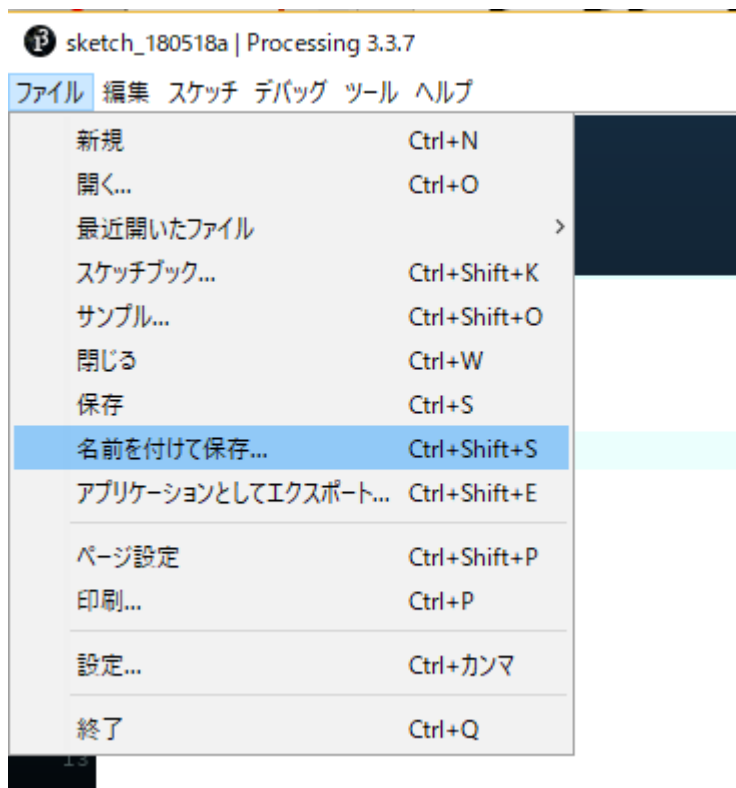 sketch_180518a | Processing 3.3.7
ファイル 編集 スケッチ デバッグ ツール ヘルプ
新規 Ctrl+N
開く... Ctrl+O
最近開いたファイル >
スケッチブック... Ctrl+Shift+K
サンプル... Ctrl+Shift+O
閉じる Ctrl+W
保存 Ctrl+S
名前を付けて保存... Ctrl+Shift+S
アプリケーションとしてエクスポート... Ctrl+Shift+E
ページ設定 Ctrl+Shift+P
印刷... Ctrl+P
設定... Ctrl+カンマ
終了 Ctrl+Q
13